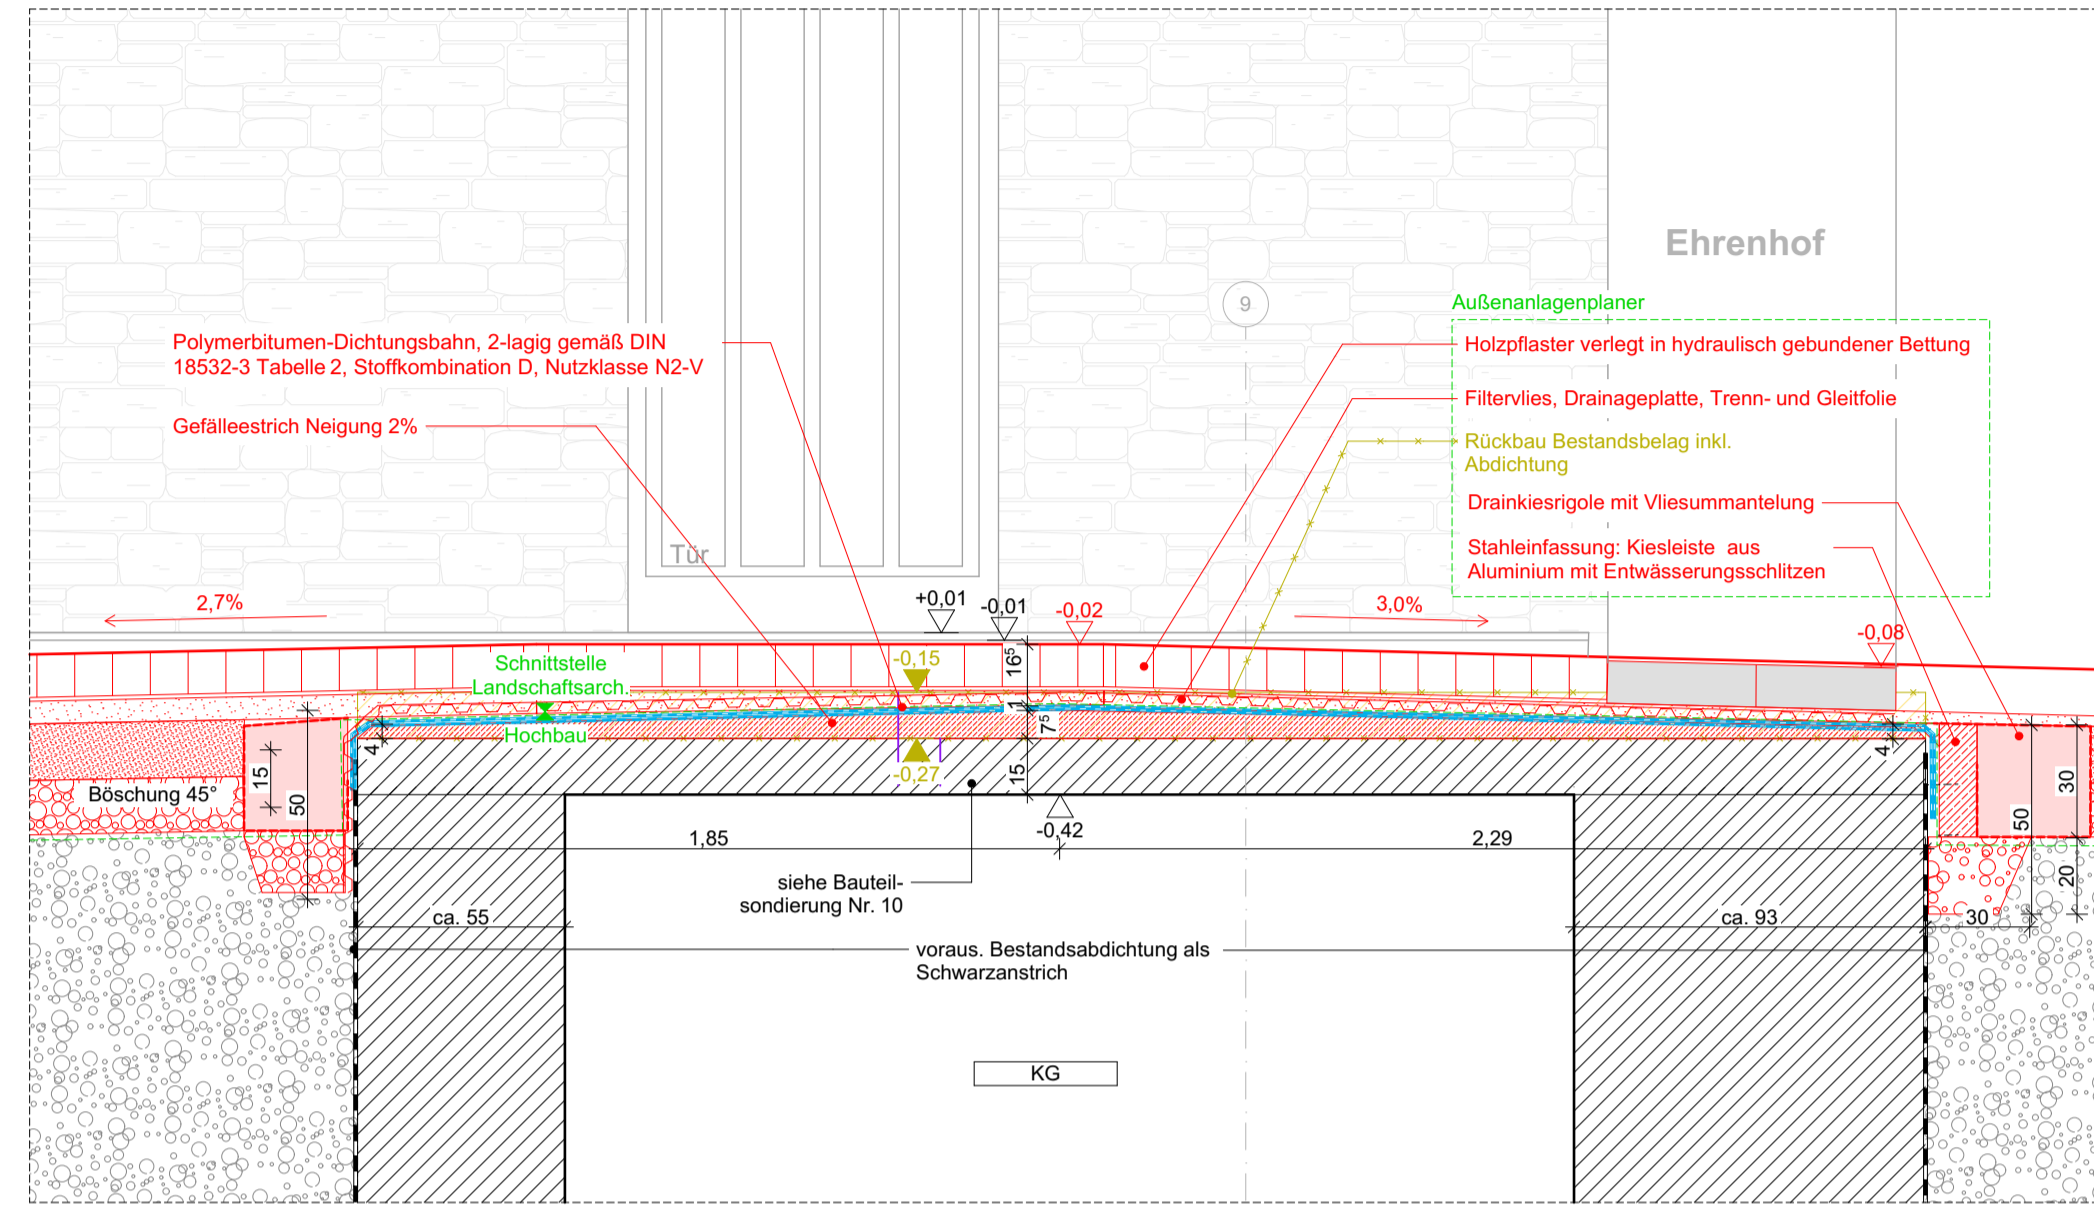 Ehrenhof
9
Außenanlagenplaner
Polymerbitumen-Dichtungsbahn, 2-lagig gemäß DIN
18532-3 Tabelle 2, Stoffkombination D, Nutzklasse N2-V
Gefälleestrich Neigung 2%
Holzpflaster verlegt in hydraulisch gebundener Bettung
Filtervlies, Drainageplatte, Trenn- und Gleitfolie
Rückbau Bestandsbelag inkl.
Abdichtung
Drainkiesrigole mit Vliesummantelung
Stahleinfassung: Kiesleiste aus
Aluminium mit Entwässerungsschlitzen
Tür
2,7%
+0,01
-0,01
-0,02
3,0%
-0,08
Schnittstelle
Landschaftsarch.
Hochbau
-0,15
-0,27
16⁵
1
7⁵
15
4
4
15
50
Böschung 45°
30
50
20
-0,42
1,85
2,29
siehe Bauteil-
sondierung Nr. 10
ca. 55
ca. 93
30
voraus. Bestandsabdichtung als
Schwarzanstrich
KG